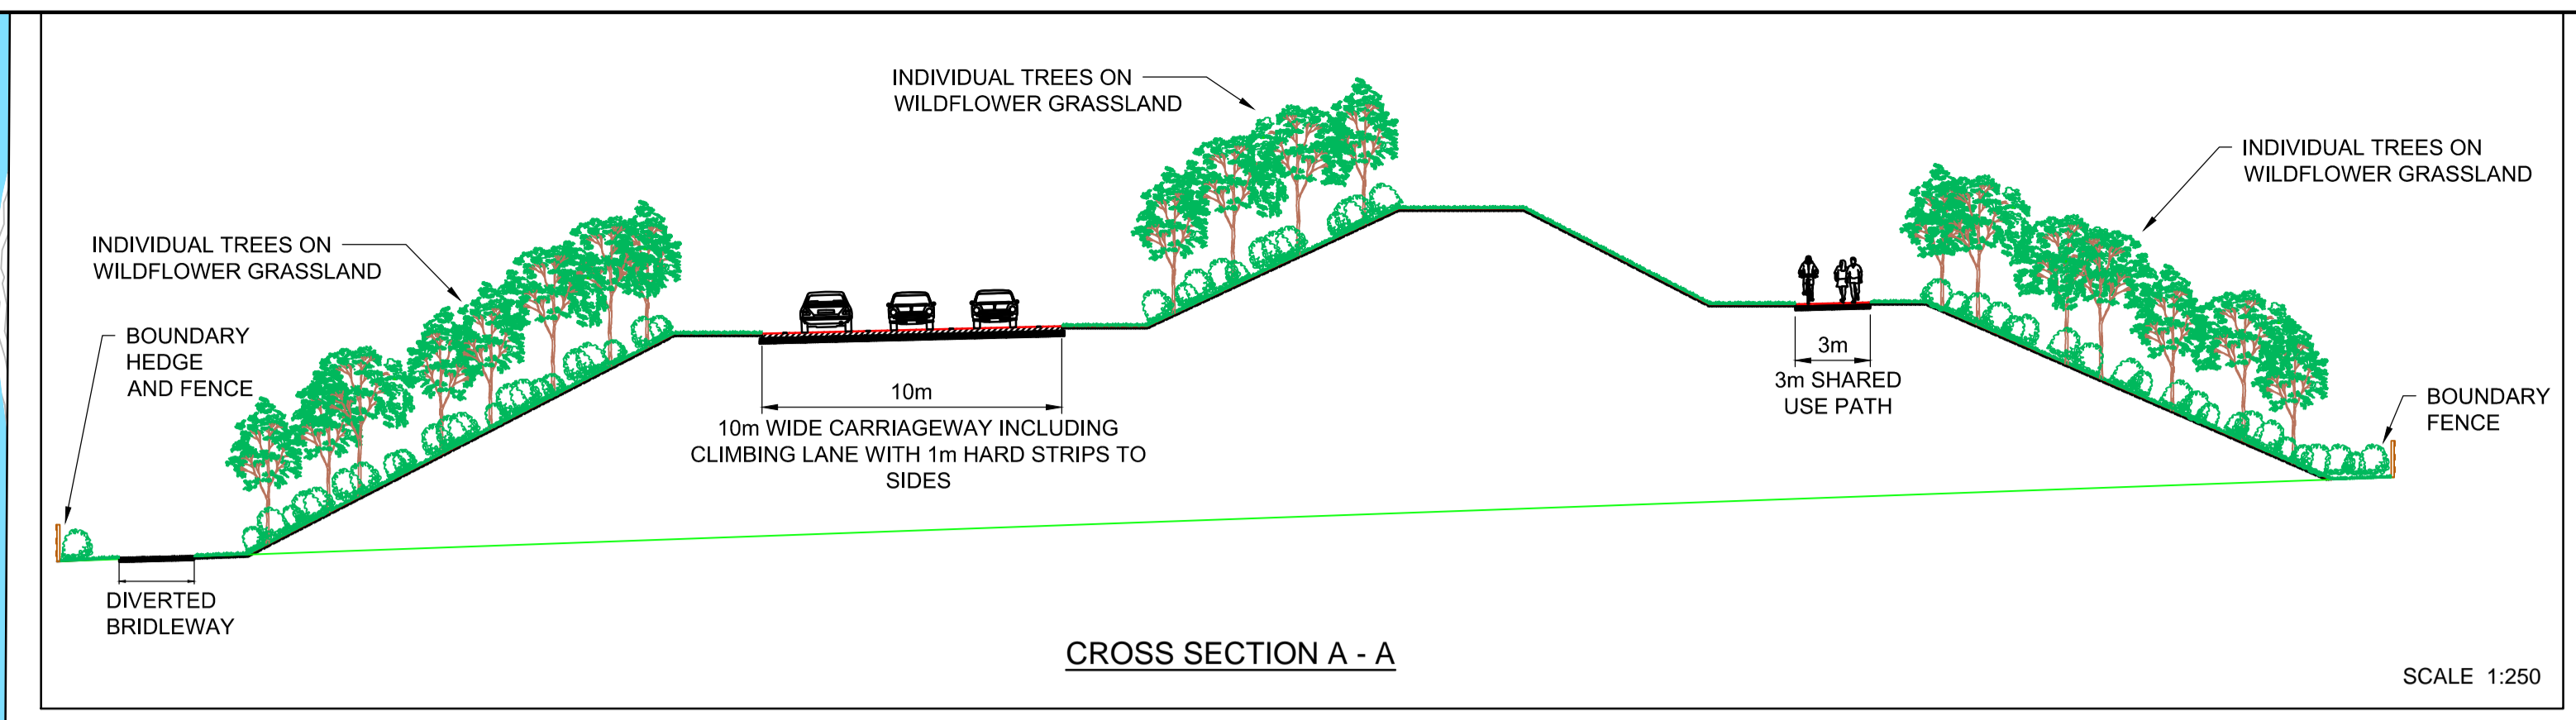 INDIVIDUAL TREES ON
WILDFLOWER GRASSLAND
INDIVIDUAL TREES ON
WILDFLOWER GRASSLAND
INDIVIDUAL TREES ON
WILDFLOWER GRASSLAND
BOUNDARY
HEDGE
AND FENCE
10m
10m WIDE CARRIAGEWAY INCLUDING
CLIMBING LANE WITH 1m HARD STRIPS TO
SIDES
3m
3m SHARED
USE PATH
BOUNDARY
FENCE
DIVERTED
BRIDLEWAY
CROSS SECTION A - A
SCALE 1:250